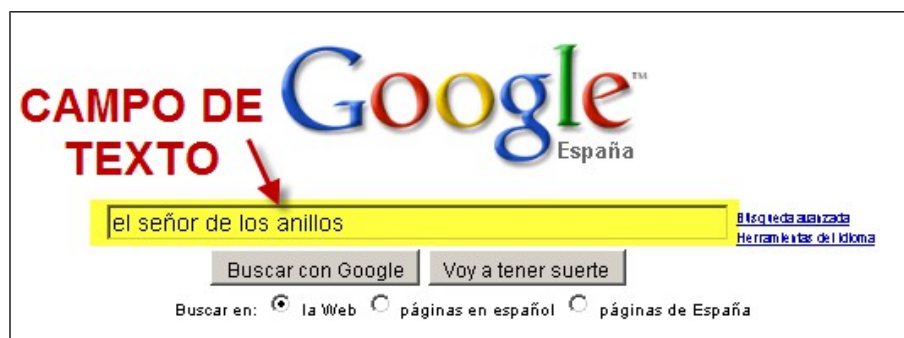 CAMPO DE
TEXTO
Google™
España
el señor de los anillos
Búsqueda avanzada
Herramientas del idioma
Buscar con Google
Voy a tener suerte
Buscar en: la Web páginas en español páginas de España